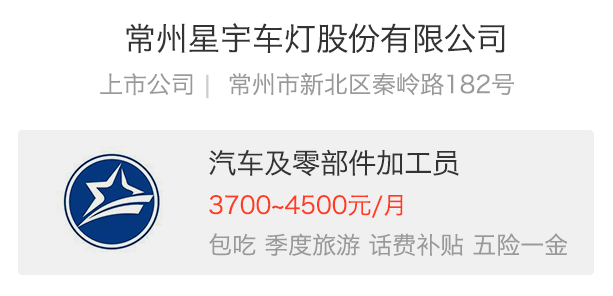 常州星宇车灯股份有限公司
上市公司 | 常州市新北区秦岭路182号
汽车及零部件加工员
3700~4500元/月
包吃 季度旅游 话费补贴 五险一金